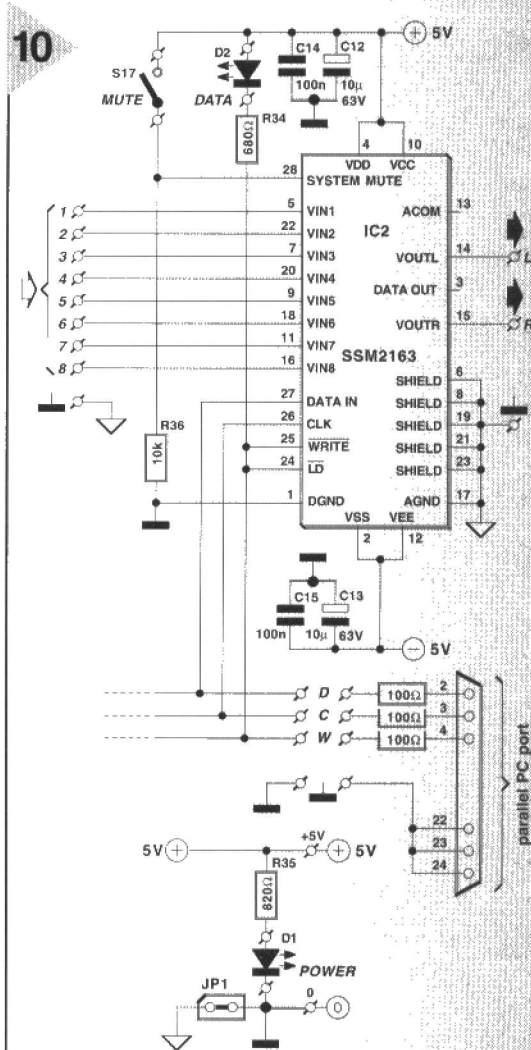 10
5V
S17
MUTE
D2
DATA
C14
100n
C12
10µ
63V
R34
680Ω
4
10
VDD
VCC
28
SYSTEM MUTE
1
5
VIN1
2
22
VIN2
3
7
VIN3
4
20
VIN4
5
9
VIN5
6
18
VIN6
7
11
VIN7
8
16
VIN8
27
DATA IN
26
CLK
25
WRITE
24
LD
1
DGND
IC2
SSM2163
ACOM
13
VOUTL
14
L
DATA OUT
3
VOUTR
15
R
SHIELD
6
SHIELD
8
SHIELD
19
SHIELD
21
SHIELD
23
AGND
17
VSS
VEE
2
12
R36
10k
C15
100n
C13
10µ
63V
5V
D
100Ω
2
C
100Ω
3
W
100Ω
4
22
23
24
parallel PC port
5V
+5V
5V
R35
820Ω
D1
POWER
JP1
0
0